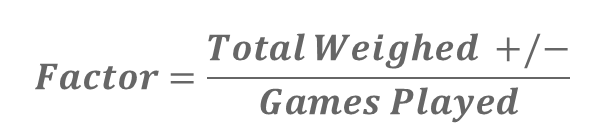 Factor = Total Weighed +/−
Games Played